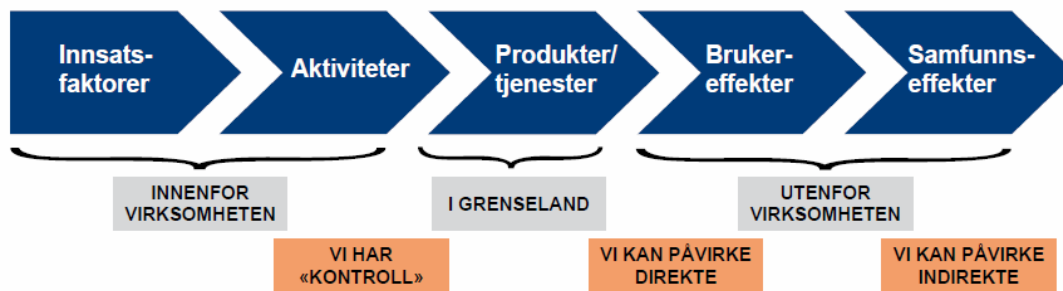 Innsats-
faktorer
Aktiviteter
Produkter/
tjenester
Bruker-
effekter
Samfunns-
effekter
INNENFOR
VIRKSOMHETEN
I GRENSELAND
UTENFOR
VIRKSOMHETEN
VI HAR
«KONTROLL»
VI KAN PÅVIRKE
DIREKTE
VI KAN PÅVIRKE
INDIREKTE